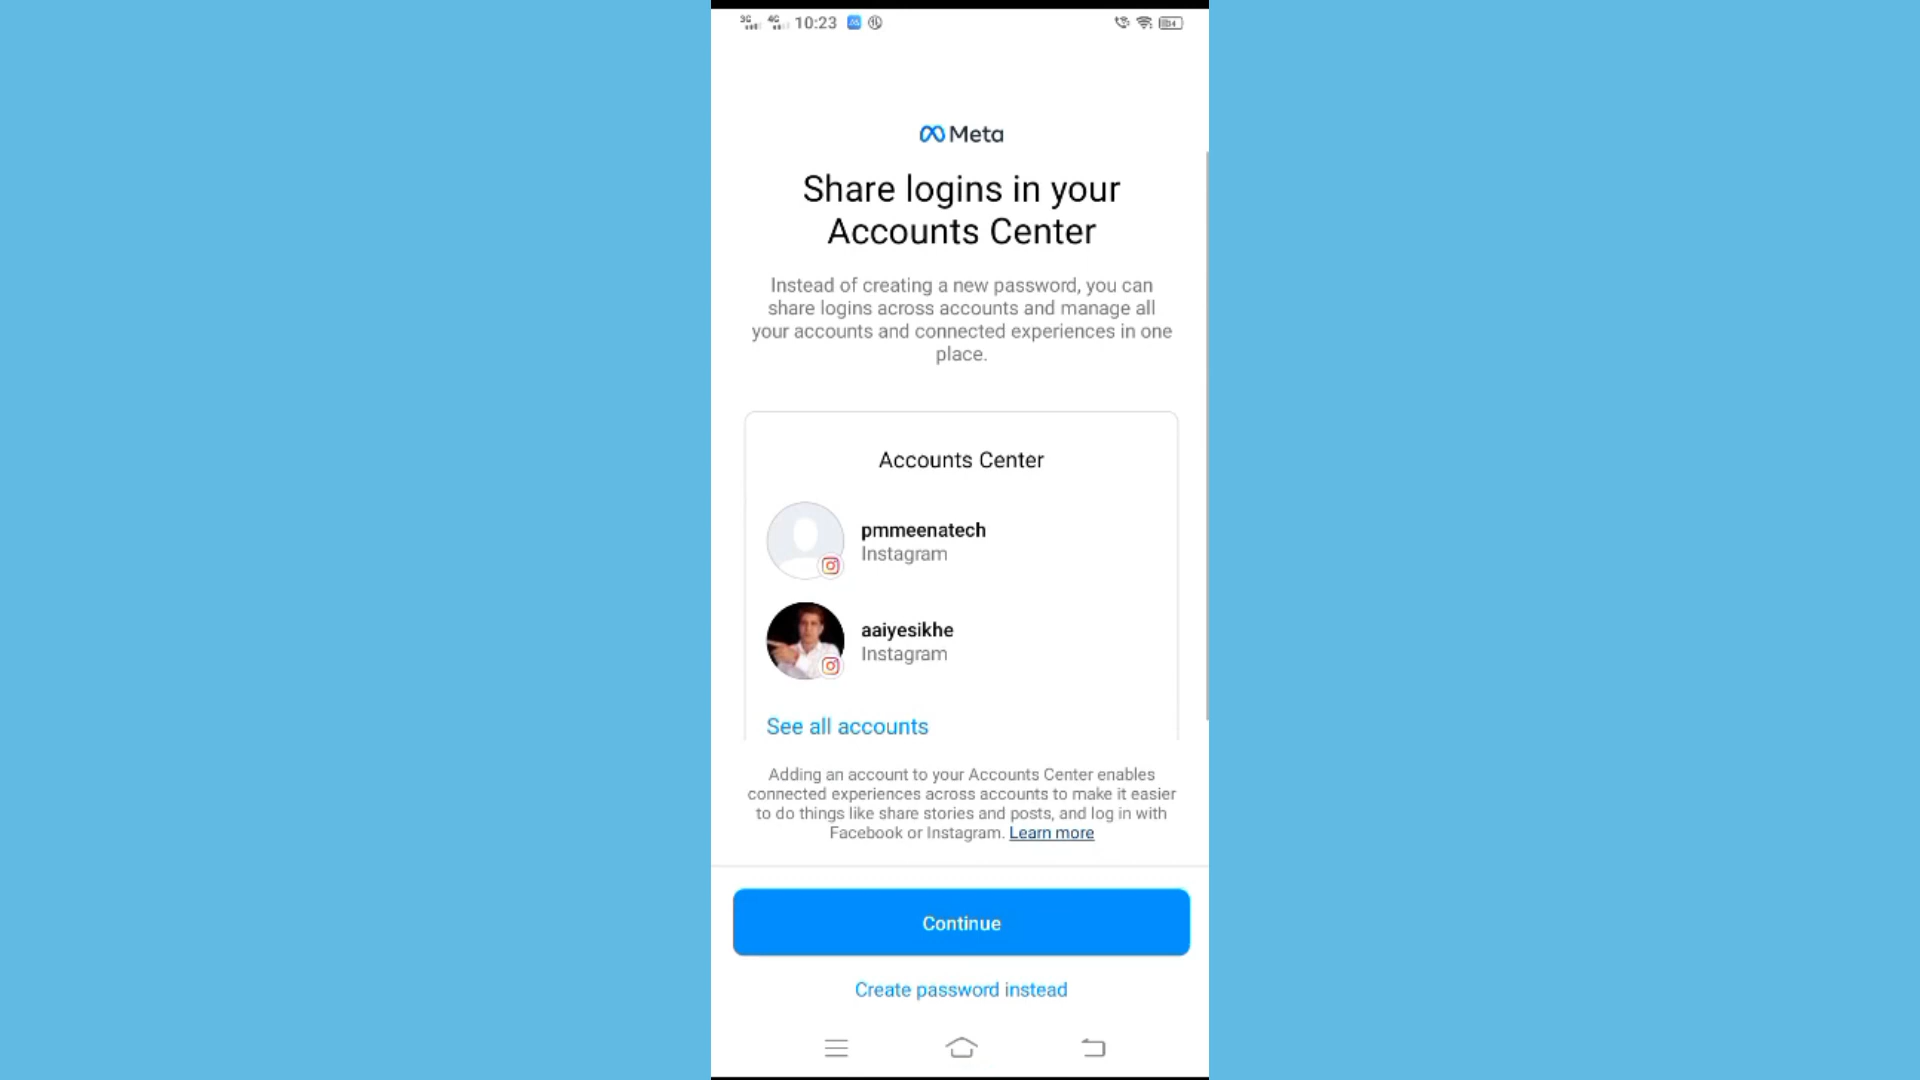 3G 4G 10:23
Meta
Share logins in your
Accounts Center
Instead of creating a new password, you can
share logins across accounts and manage all
your accounts and connected experiences in one
place.
Accounts Center
pmmeenatech
Instagram
aaiyesikhe
Instagram
See all accounts
Adding an account to your Accounts Center enables
connected experiences across accounts to make it easier
to do things like share stories and posts, and log in with
Facebook or Instagram. Learn more
Continue
Create password instead